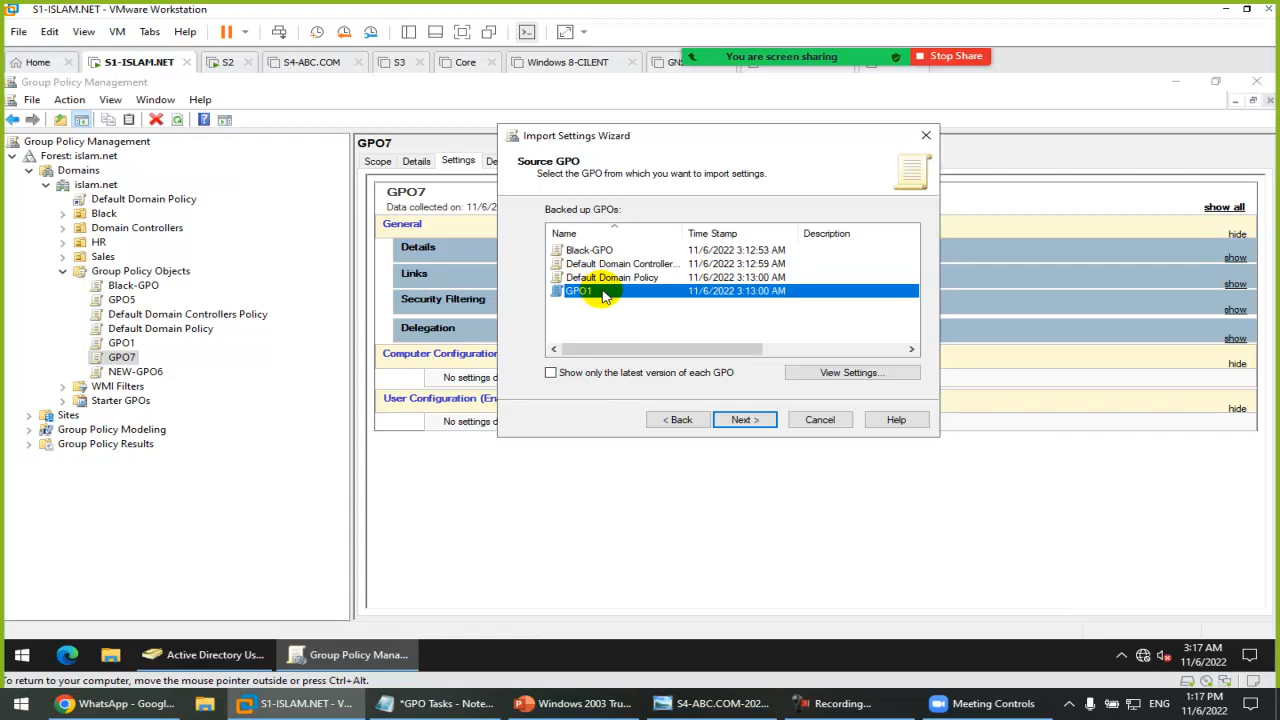 S1-ISLAM.NET - VMware Workstation
File Edit View VM Tabs Help
Home S1-ISLAM.NET S2 S4-ABC.COM S3 Core Windows 8-CILENT GNS
You are screen sharing Stop Share
Group Policy Management
File Action View Window Help
Group Policy Management
Forest: islam.net
Domains
islam.net
Default Domain Policy
Black
Domain Controllers
HR
Sales
Group Policy Objects
Black-GPO
GPO5
Default Domain Controllers Policy
Default Domain Policy
GPO1
GPO7
NEW-GPO6
WMI Filters
Starter GPOs
Sites
Group Policy Modeling
Group Policy Results
GPO7
Scope Details Settings De
GPO7
Data collected on: 11/6/2
show all
General hide
Details show
Links show
Security Filtering show
Delegation show
Computer Configuration hide
No settings d
User Configuration (En hide
No settings d
Import Settings Wizard
Source GPO
Select the GPO from which you want to import settings.
Backed up GPOs:
Name Time Stamp Description
Black-GPO 11/6/2022 3:12:53 AM
Default Domain Controller... 11/6/2022 3:12:59 AM
Default Domain Policy 11/6/2022 3:13:00 AM
GPO1 11/6/2022 3:13:00 AM
Show only the latest version of each GPO View Settings...
< Back Next > Cancel Help
Active Directory Us... Group Policy Mana...
3:17 AM
11/6/2022
To return to your computer, move the mouse pointer outside or press Ctrl+Alt.
WhatsApp - Googl... S1-ISLAM.NET - V... *GPO Tasks - Note... Windows 2003 Tru... S4-ABC.COM-202... Recording... Meeting Controls ENG
1:17 PM
11/6/2022